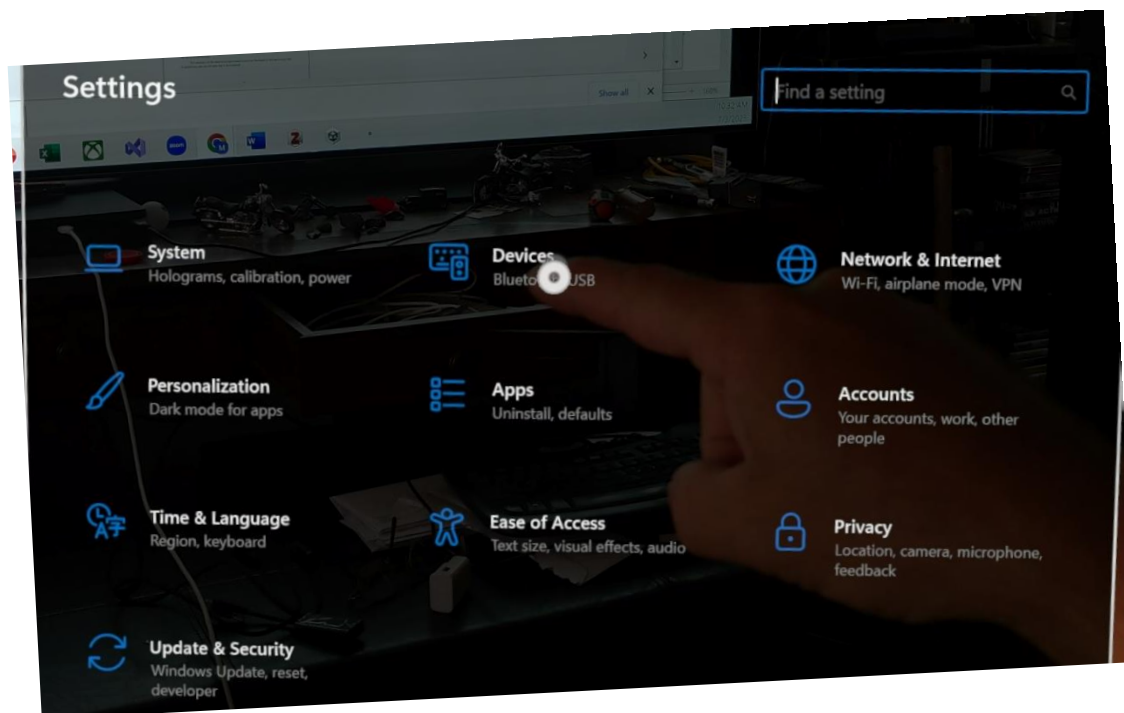 Settings
Find a setting
Show all
System
Holograms, calibration, power
Devices
USB
Network & Internet
Wi-Fi, airplane mode, VPN
Personalization
Dark mode for apps
Apps
Uninstall, defaults
Accounts
Your accounts, work, other
people
Time & Language
Region, keyboard
Ease of Access
Text size, visual effects, audio
Privacy
Location, camera, microphone,
feedback
Update & Security
Windows Update, reset,
developer